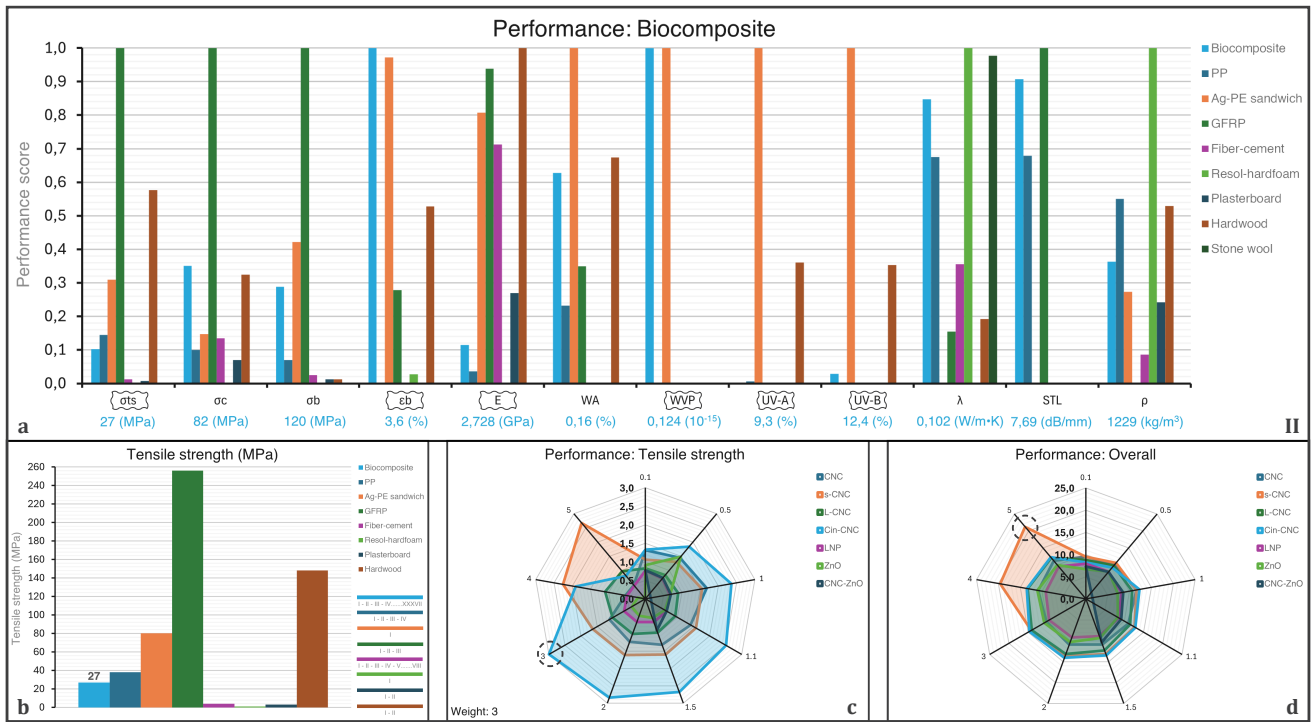 Performance: Biocomposite
Performance score
1,0
0,9
0,8
0,7
0,6
0,5
0,4
0,3
0,2
0,1
0,0
Biocomposite
PP
Ag-PE sandwich
GFRP
Fiber-cement
Resol-hardfoam
Plasterboard
Hardwood
Stone wool
σts σc σb εb E WA WVP UV-A UV-B λ STL ρ
27 (MPa) 82 (MPa) 120 (MPa) 3,6 (%) 2,728 (GPa) 0,16 (%) 0,124 (10⁻¹⁵) 9,3 (%) 12,4 (%) 0,102 (W/m•K) 7,69 (dB/mm) 1229 (kg/m³)
a
II
Tensile strength (MPa)
Tensile strength (MPa)
260
240
220
200
180
160
140
120
100
80
60
40
20
0
27
Biocomposite
PP
Ag-PE sandwich
GFRP
Fiber-cement
Resol-hardfoam
Plasterboard
Hardwood
I - II - III - IV......XXXVII
I - II - III - IV
I
I - II - III
I - II - III - IV - V......VIII
I
I - II
I - II
b
Performance: Tensile strength
0.1
0.5
1
1.1
1.5
2
3
4
5
3,0
2,5
2,0
1,5
1,0
0,5
0,0
CNC
s-CNC
L-CNC
Cin-CNC
LNP
ZnO
CNC-ZnO
Weight: 3
c
Performance: Overall
0.1
0.5
1
1.1
1.5
2
3
4
5
25,0
20,0
15,0
10,0
5,0
0,0
CNC
s-CNC
L-CNC
Cin-CNC
LNP
ZnO
CNC-ZnO
d